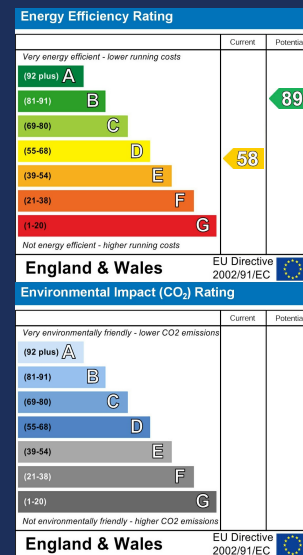 Energy Efficiency Rating
Current Potentia
Very energy efficient - lower running costs
(92 plus) A
(81-91) B 89
(69-80) C
(55-68) D 58
(39-54) E
(21-38) F
(1-20) G
Not energy efficient - higher running costs
England & Wales EU Directive 2002/91/EC
Environmental Impact (CO₂) Rating
Current Potentia
Very environmentally friendly - lower CO2 emissions
(92 plus) A
(81-91) B
(69-80) C
(55-68) D
(39-54) E
(21-38) F
(1-20) G
Not environmentally friendly - higher CO2 emissions
England & Wales EU Directive 2002/91/EC